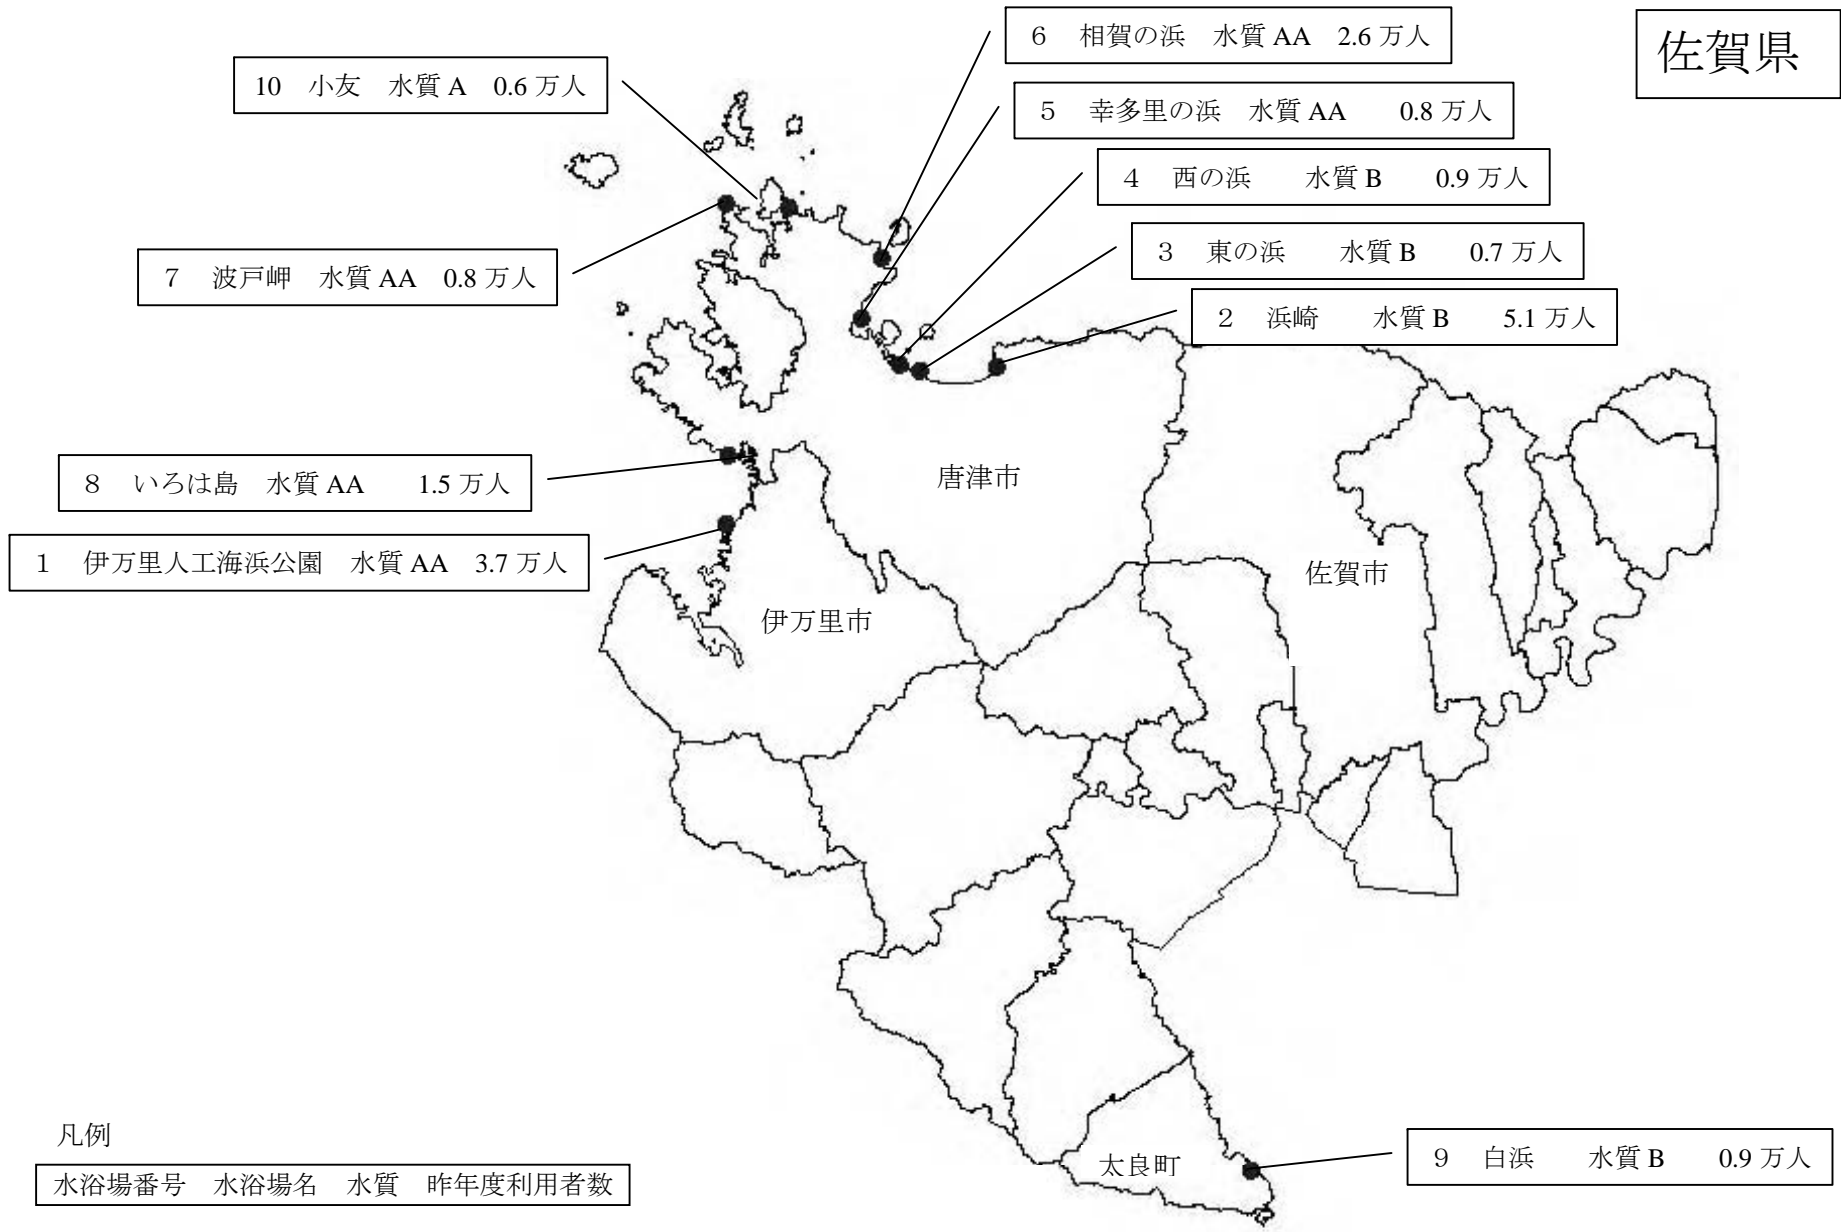 佐賀県
6　相賀の浜　水質 AA　2.6 万人
10　小友　水質 A　0.6 万人
5　幸多里の浜　水質 AA　　0.8 万人
4　西の浜　　水質 B　　0.9 万人
3　東の浜　　水質 B　　0.7 万人
7　波戸岬　水質 AA　0.8 万人
2　浜崎　　水質 B　　5.1 万人
8　いろは島　水質 AA　　1.5 万人
唐津市
1　伊万里人工海浜公園　水質 AA　3.7 万人
佐賀市
伊万里市
凡例
9　白浜　　水質 B　　0.9 万人
太良町
水浴場番号　水浴場名　水質　昨年度利用者数